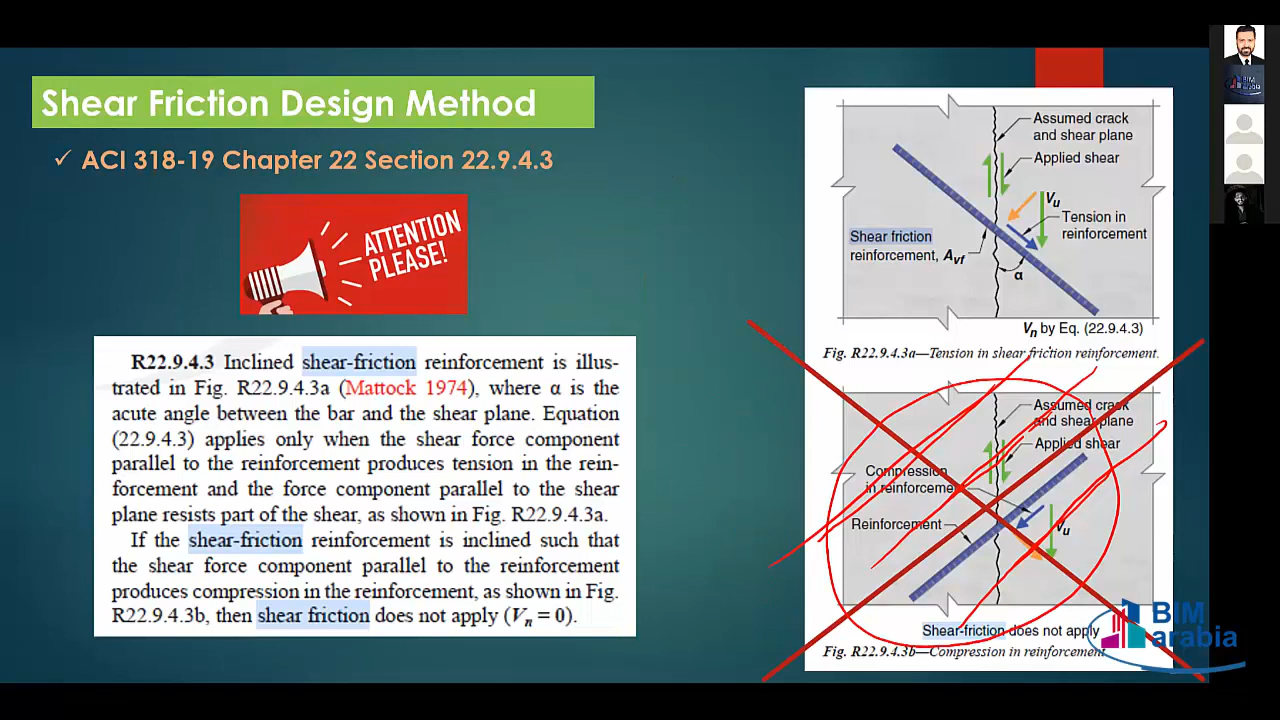 Shear Friction Design Method
✓ ACI 318-19 Chapter 22 Section 22.9.4.3
ATTENTION
PLEASE!
R22.9.4.3 Inclined shear-friction reinforcement is illus-
trated in Fig. R22.9.4.3a (Mattock 1974), where α is the
acute angle between the bar and the shear plane. Equation
(22.9.4.3) applies only when the shear force component
parallel to the reinforcement produces tension in the rein-
forcement and the force component parallel to the shear
plane resists part of the shear, as shown in Fig. R22.9.4.3a.
If the shear-friction reinforcement is inclined such that
the shear force component parallel to the reinforcement
produces compression in the reinforcement, as shown in Fig.
R22.9.4.3b, then shear friction does not apply (Vn = 0).
Assumed crack
and shear plane
Applied shear
Vu
Tension in
reinforcement
Shear friction
reinforcement, Avf
α
Vn by Eq. (22.9.4.3)
Fig. R22.9.4.3a—Tension in shear friction reinforcement.
Assumed crack
and shear plane
Applied shear
Compression
in reinforcement
Reinforcement
Vu
Shear-friction does not apply
Fig. R22.9.4.3b—Compression in reinforcement.
BIM
arabia
BIM
arabia